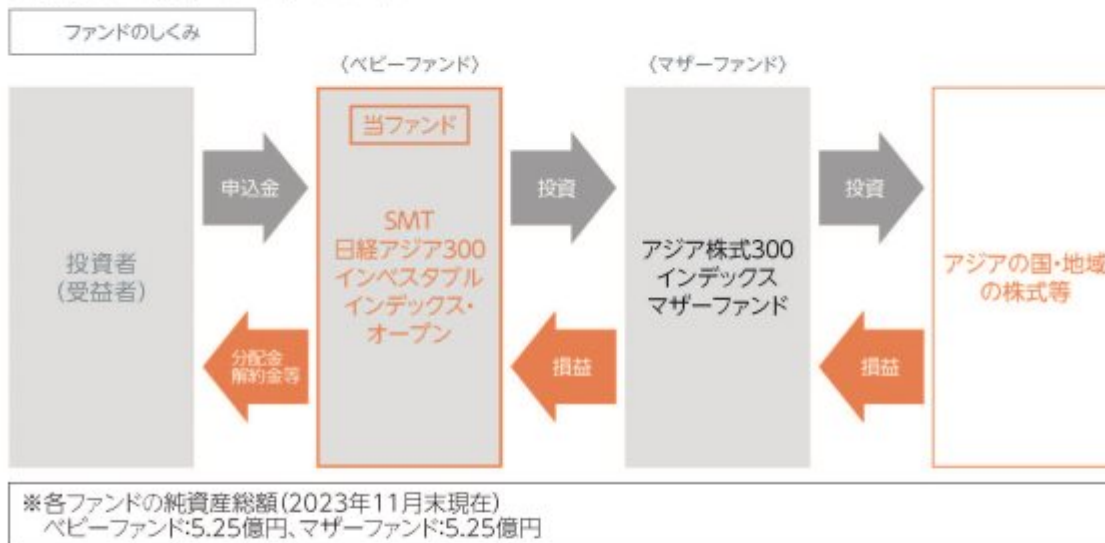 ファンドのしくみ
〈ベビーファンド〉
〈マザーファンド〉
投資者
(受益者)
申込金
分配金
解約金等
当ファンド
SMT
日経アジア300
インベスタブル
インデックス・
オープン
投資
損益
アジア株式300
インデックス
マザーファンド
投資
損益
アジアの国・地域
の株式等
※各ファンドの純資産総額(2023年11月末現在)
ベビーファンド:5.25億円、マザーファンド:5.25億円